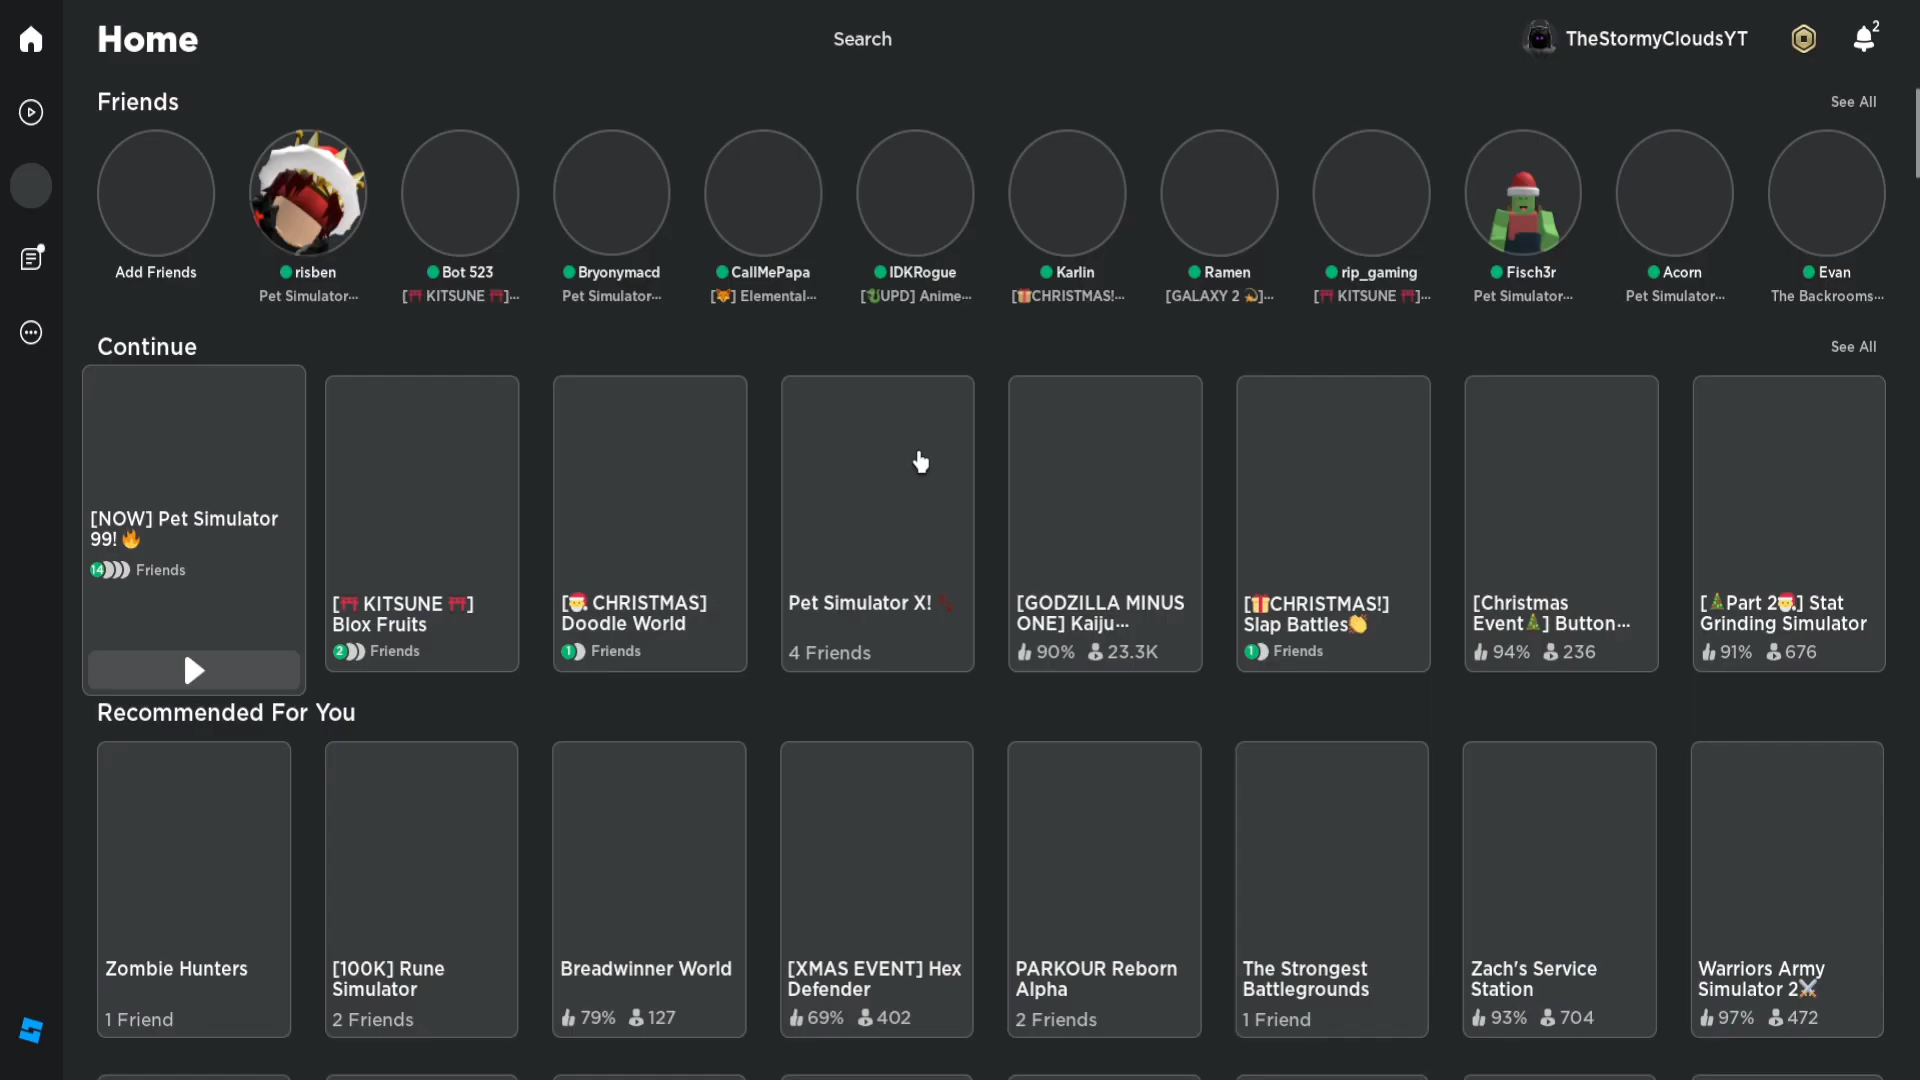 Home
Search
TheStormyCloudsYT
2
Friends
See All
Add Friends
risben
Bot 523
Bryonymacd
CallMePapa
IDKRogue
Karlin
Ramen
rip_gaming
Fisch3r
Acorn
Evan
Pet Simulator...
[⛩️ KITSUNE ⛩️]...
Pet Simulator...
[🦊] Elemental...
[🐉UPD] Anime...
[🎁CHRISTMAS!...
[GALAXY 2 💫]...
[⛩️ KITSUNE ⛩️]...
Pet Simulator...
Pet Simulator...
The Backrooms...
Continue
See All
[NOW] Pet Simulator
99! 🔥
14 Friends
[⛩️ KITSUNE ⛩️]
Blox Fruits
2 Friends
[🎅 CHRISTMAS]
Doodle World
1 Friends
Pet Simulator X!
4 Friends
[GODZILLA MINUS
ONE] Kaiju...
90% 23.3K
[🎁CHRISTMAS!]
Slap Battles👏
1 Friends
[Christmas
Event🎄] Button...
94% 236
[🎄Part 2🎅] Stat
Grinding Simulator
91% 676
Recommended For You
Zombie Hunters
1 Friend
[100K] Rune
Simulator
2 Friends
Breadwinner World
79% 127
[XMAS EVENT] Hex
Defender
69% 402
PARKOUR Reborn
Alpha
2 Friends
The Strongest
Battlegrounds
1 Friend
Zach's Service
Station
93% 704
Warriors Army
Simulator 2⚔️
97% 472